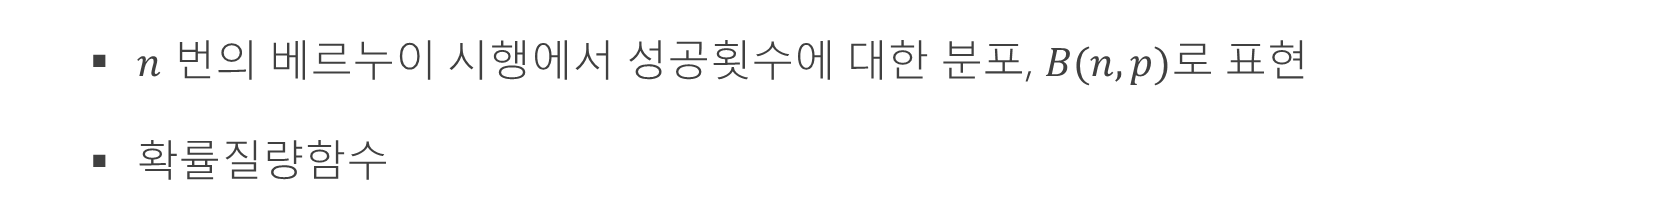 ▪ n 번의 베르누이 시행에서 성공횟수에 대한 분포, B(n,p)로 표현
▪ 확률질량함수